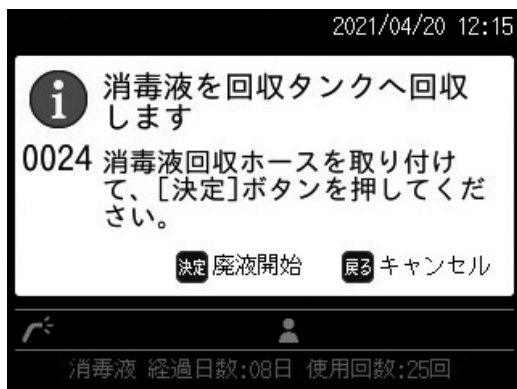 2021/04/20 12:15
消毒液を回収タンクへ回収
します
0024 消毒液回収ホースを取り付け
て、[決定]ボタンを押してくだ
さい。
決定 廃液開始 戻る キャンセル
消毒液 経過日数:08日 使用回数:25回